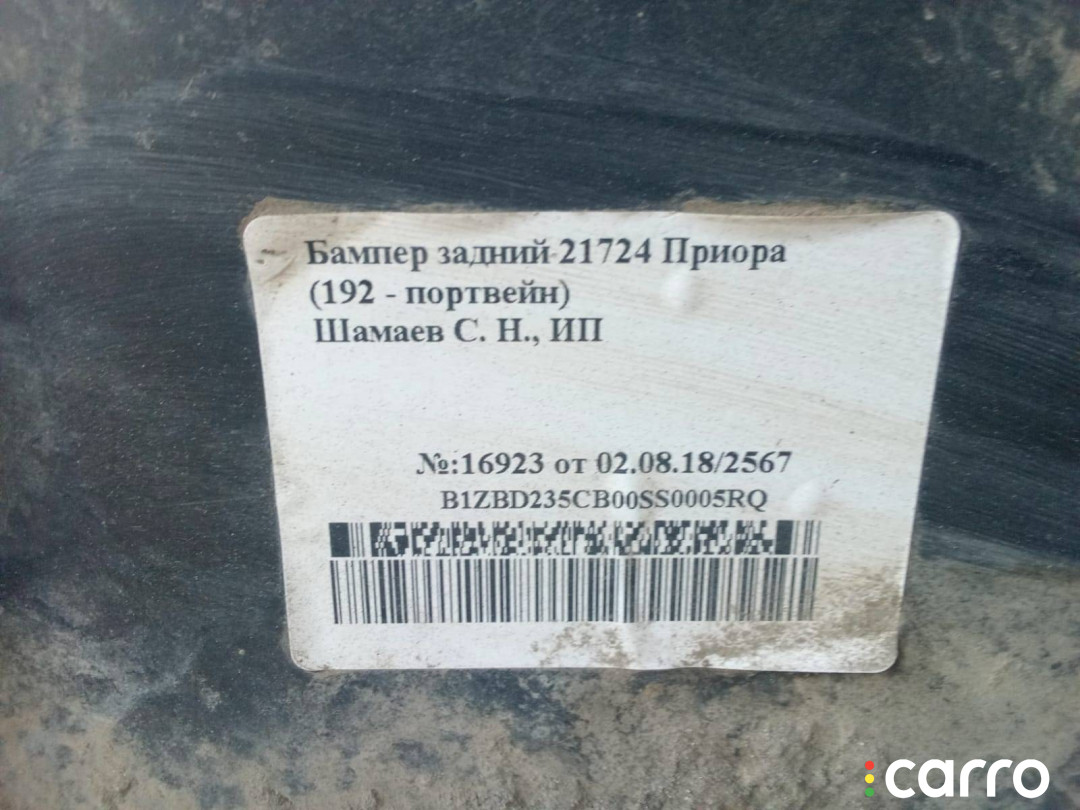 Бампер задний 21724 Приора
(192 - портвейн)
Шамаев С. Н., ИП
№:16923 от 02.08.18/2567
B1ZBD235CB00SS0005RQ
carro